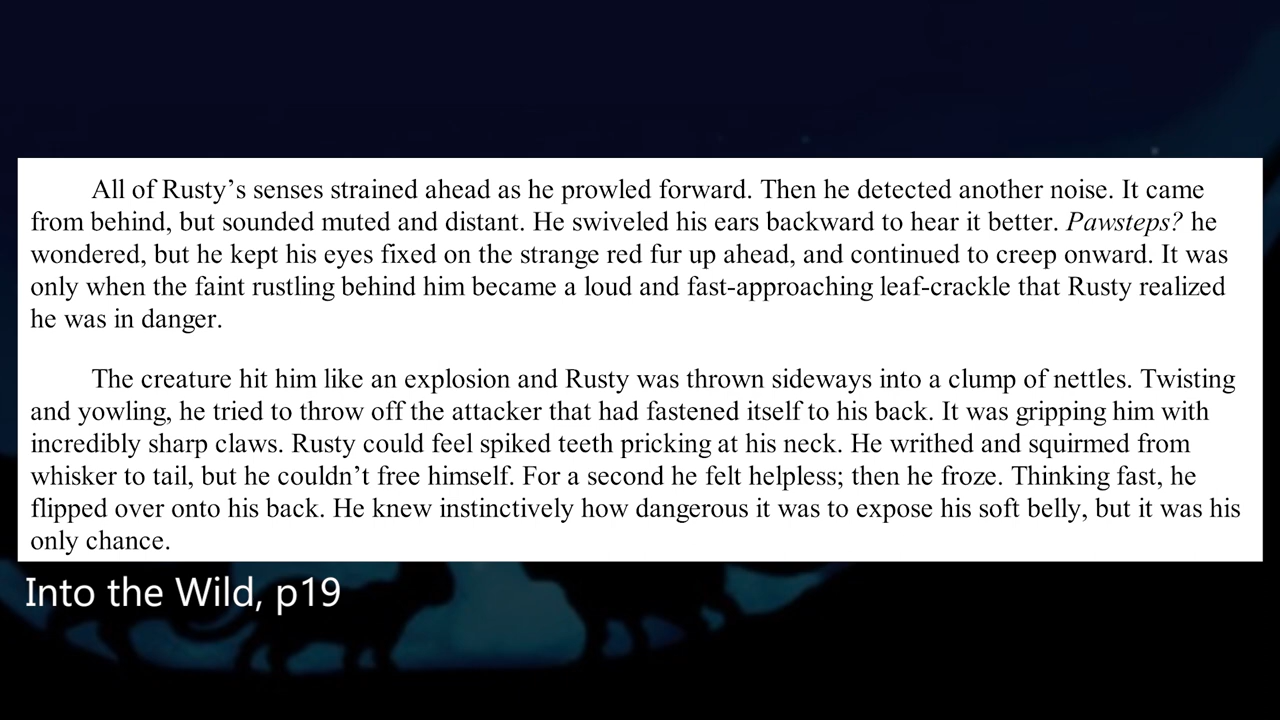 All of Rusty’s senses strained ahead as he prowled forward. Then he detected another noise. It came
from behind, but sounded muted and distant. He swiveled his ears backward to hear it better. Pawsteps? he
wondered, but he kept his eyes fixed on the strange red fur up ahead, and continued to creep onward. It was
only when the faint rustling behind him became a loud and fast-approaching leaf-crackle that Rusty realized
he was in danger.
The creature hit him like an explosion and Rusty was thrown sideways into a clump of nettles. Twisting
and yowling, he tried to throw off the attacker that had fastened itself to his back. It was gripping him with
incredibly sharp claws. Rusty could feel spiked teeth pricking at his neck. He writhed and squirmed from
whisker to tail, but he couldn’t free himself. For a second he felt helpless; then he froze. Thinking fast, he
flipped over onto his back. He knew instinctively how dangerous it was to expose his soft belly, but it was his
only chance.
Into the Wild, p19